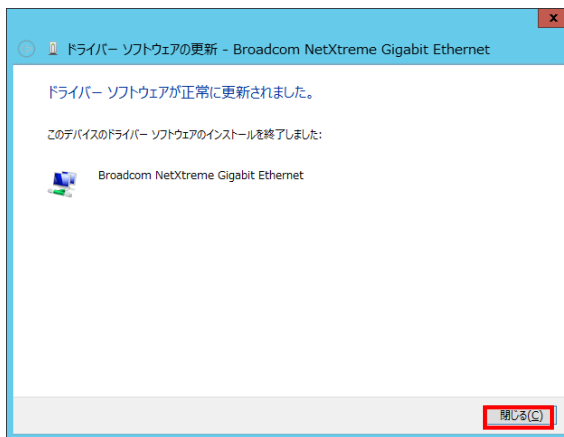 x
ドライバー ソフトウェアの更新 - Broadcom NetXtreme Gigabit Ethernet
ドライバー ソフトウェアが正常に更新されました。
このデバイスのドライバー ソフトウェアのインストールを終了しました:
Broadcom NetXtreme Gigabit Ethernet
閉じる(C)